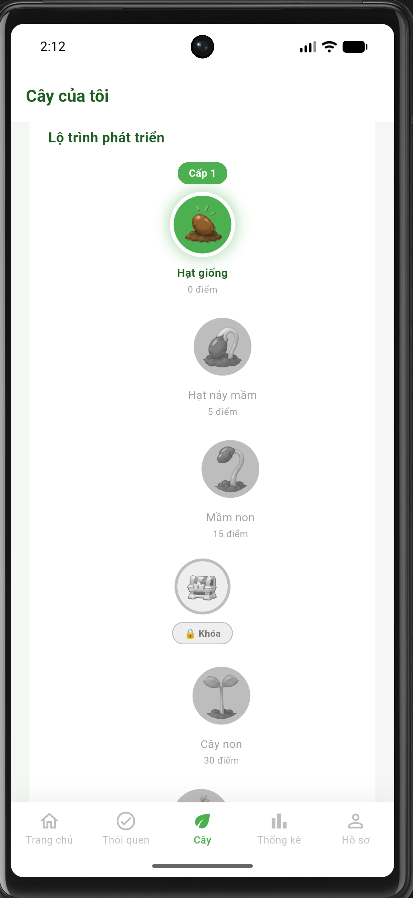 2:12
Cây của tôi
Lộ trình phát triển
Cấp 1
Hạt giống
0 điểm
Hạt nảy mầm
5 điểm
Mầm non
15 điểm
🔒 Khóa
Cây non
30 điểm
Trang chủ
Thói quen
Cây
Thống kê
Hồ sơ